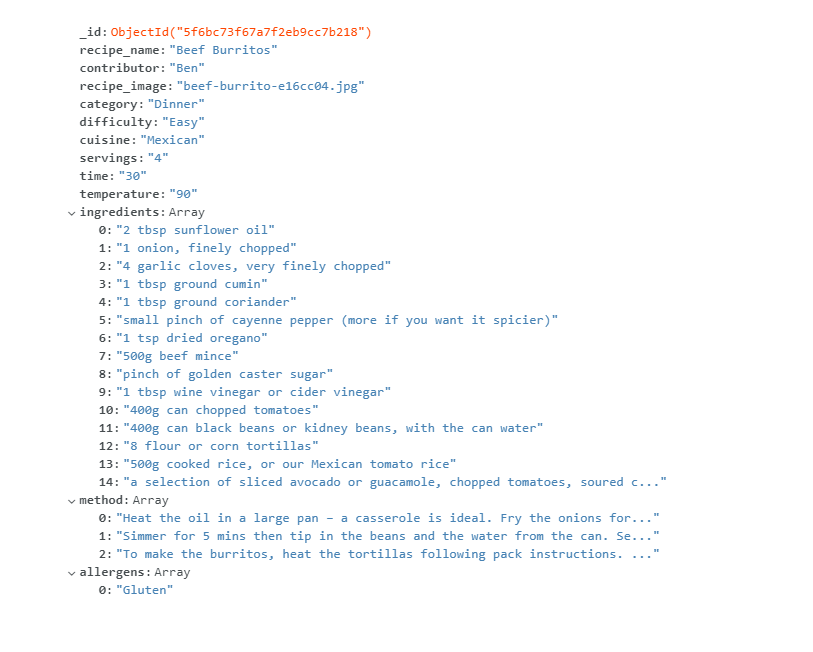 _id: ObjectId("5f6bc73f67a7f2eb9cc7b218")
recipe_name: "Beef Burritos"
contributor: "Ben"
recipe_image: "beef-burrito-e16cc04.jpg"
category: "Dinner"
difficulty: "Easy"
cuisine: "Mexican"
servings: "4"
time: "30"
temperature: "90"
ingredients: Array
0: "2 tbsp sunflower oil"
1: "1 onion, finely chopped"
2: "4 garlic cloves, very finely chopped"
3: "1 tbsp ground cumin"
4: "1 tbsp ground coriander"
5: "small pinch of cayenne pepper (more if you want it spicier)"
6: "1 tsp dried oregano"
7: "500g beef mince"
8: "pinch of golden caster sugar"
9: "1 tbsp wine vinegar or cider vinegar"
10: "400g can chopped tomatoes"
11: "400g can black beans or kidney beans, with the can water"
12: "8 flour or corn tortillas"
13: "500g cooked rice, or our Mexican tomato rice"
14: "a selection of sliced avocado or guacamole, chopped tomatoes, soured c..."
method: Array
0: "Heat the oil in a large pan – a casserole is ideal. Fry the onions for..."
1: "Simmer for 5 mins then tip in the beans and the water from the can. Se..."
2: "To make the burritos, heat the tortillas following pack instructions. ..."
allergens: Array
0: "Gluten"